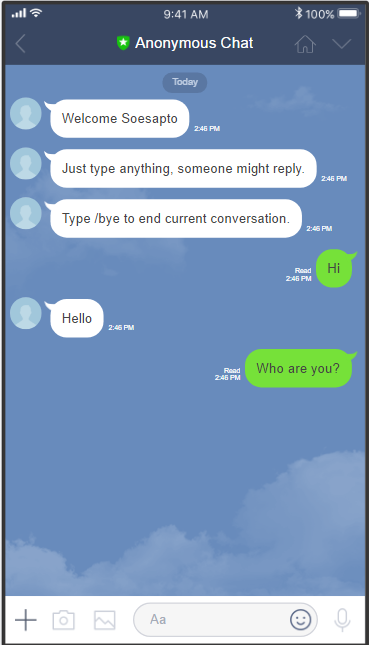 9:41 AM
100%
Anonymous Chat
Today
Welcome Soesapto
2:46 PM
Just type anything, someone might reply.
2:46 PM
Type /bye to end current conversation.
2:46 PM
Read
2:46 PM
Hi
Hello
2:46 PM
Read
2:46 PM
Who are you?
Aa